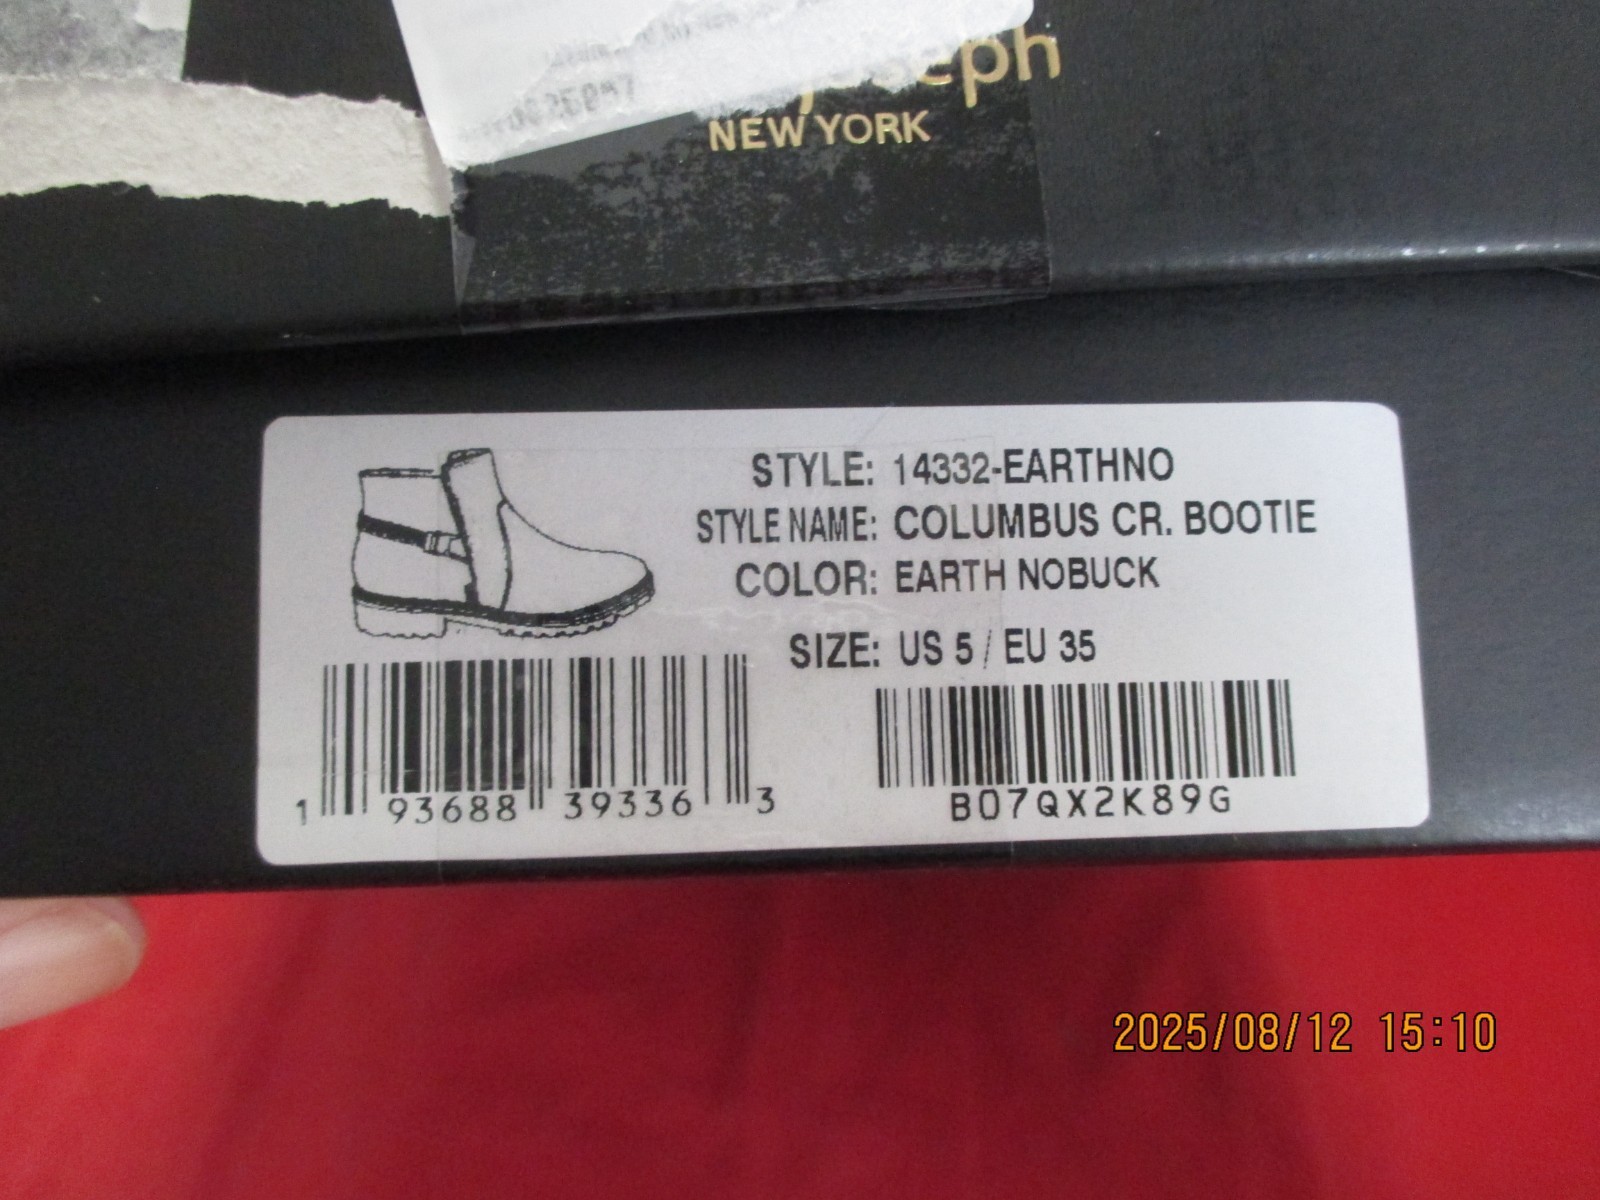 NEW YORK
STYLE: 14332-EARTHNO
STYLE NAME: COLUMBUS CR. BOOTIE
COLOR: EARTH NOBUCK
SIZE: US 5 / EU 35
1 93688 39336 3
B07QX2K89G
2025/08/12 15:10